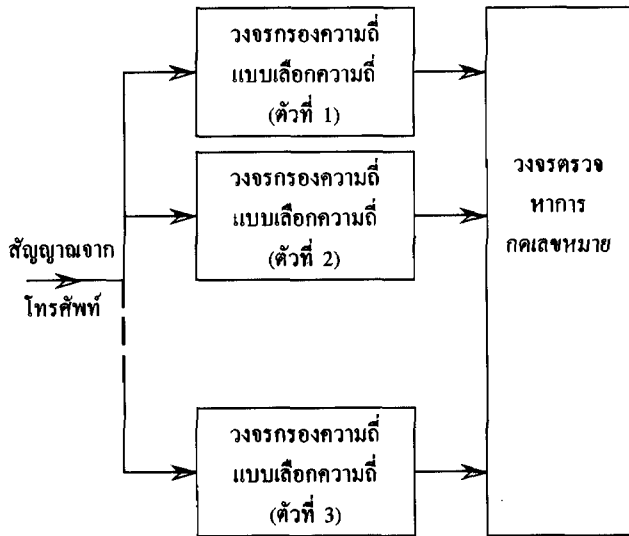 วงจรกรองความถี่
แบบเลือกความถี่
(ตัวที่ 1)
วงจรกรองความถี่
แบบเลือกความถี่
(ตัวที่ 2)
วงจรตรวจ
หาการ
กดเลขหมาย
สัญญาณจาก
โทรศัพท์
วงจรกรองความถี่
แบบเลือกความถี่
(ตัวที่ 3)